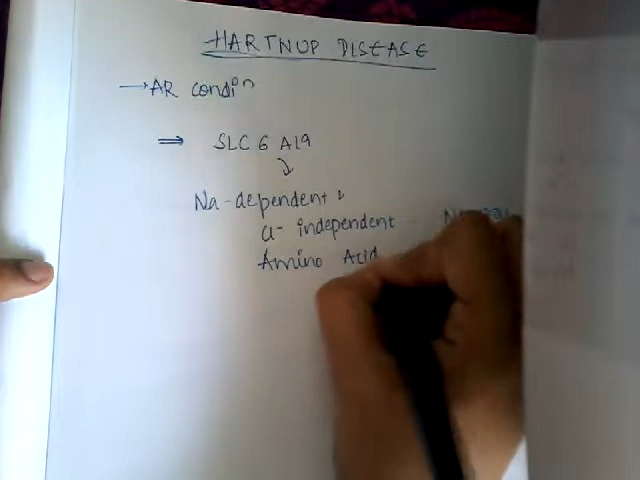 HARTNUP DISEASE
→AR condiⁿ
⇒ SLC 6 A19
Na-dependent &
Cl- independent
Amino Acid